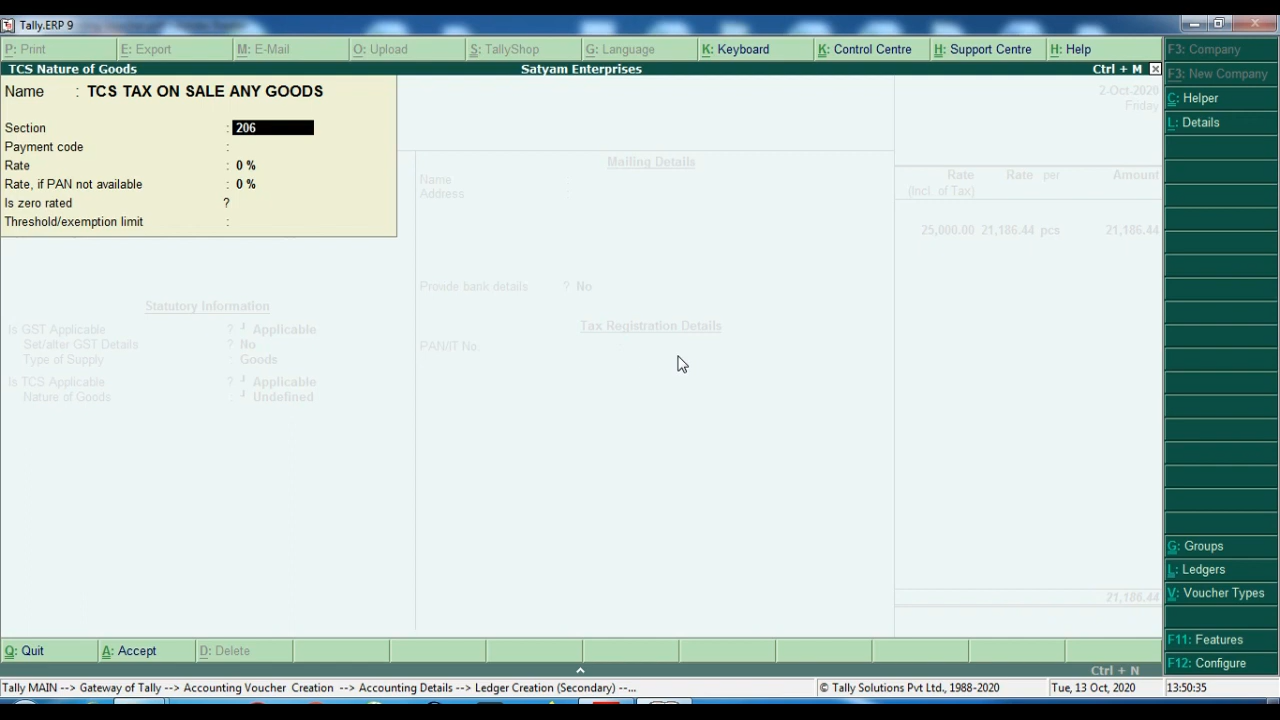 Tally.ERP 9
P: Print E: Export M: E-Mail O: Upload S: TallyShop G: Language K: Keyboard K: Control Centre H: Support Centre H: Help
TCS Nature of Goods Satyam Enterprises Ctrl + M
Name : TCS TAX ON SALE ANY GOODS
Section : 206
Payment code :
Rate : 0 %
Rate, if PAN not available : 0 %
Is zero rated ?
Threshold/exemption limit :
2-Oct-2020
Friday
Mailing Details
Name
Address
Rate Rate per Amount
(Incl. of Tax)
25,000.00 21,186.44 pcs 21,186.44
Provide bank details ? No
Statutory Information
Tax Registration Details
Is GST Applicable ? ┘ Applicable
Set/alter GST Details ? No
Type of Supply : Goods
PAN/IT No.
Is TCS Applicable ? ┘ Applicable
Nature of Goods : ┘ Undefined
21,186.44
F3: Company
F3: New Company
C: Helper
L: Details
G: Groups
L: Ledgers
V: Voucher Types
F11: Features
F12: Configure
Q: Quit A: Accept D: Delete
Ctrl + N
Tally MAIN --> Gateway of Tally --> Accounting Voucher Creation --> Accounting Details --> Ledger Creation (Secondary) --... © Tally Solutions Pvt Ltd., 1988-2020 Tue, 13 Oct, 2020 13:50:35